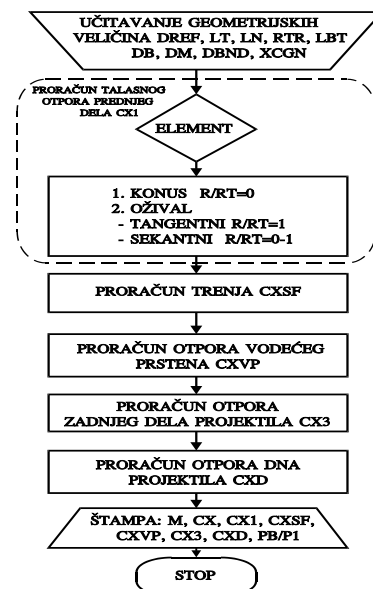 UČITAVANJE GEOMETRIJSKIH
VELIČINA DREF, LT, LN, RTR, LBT
DB, DM, DBND, XCGN
PRORAČUN TALASNOG
OTPORA PREDNJEG
DELA CX1
ELEMENT
1. KONUS R/RT=0
2. OŽIVAL
- TANGENTNI R/RT=1
- SEKANTNI R/RT=0-1
PRORAČUN TRENJA CXSF
PRORAČUN OTPORA VODEĆEG
PRSTENA CXVP
PRORAČUN OTPORA
ZADNJEG DELA PROJEKTILA CX3
PRORAČUN OTPORA DNA
PROJEKTILA CXD
ŠTAMPA: M, CX, CX1, CXSF,
CXVP, CX3, CXD, PB/P1
STOP